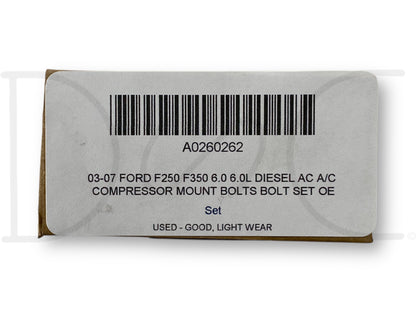 A0260262
03-07 FORD F250 F350 6.0 6.0L DIESEL AC A/C
COMPRESSOR MOUNT BOLTS BOLT SET OE
Set
USED - GOOD, LIGHT WEAR